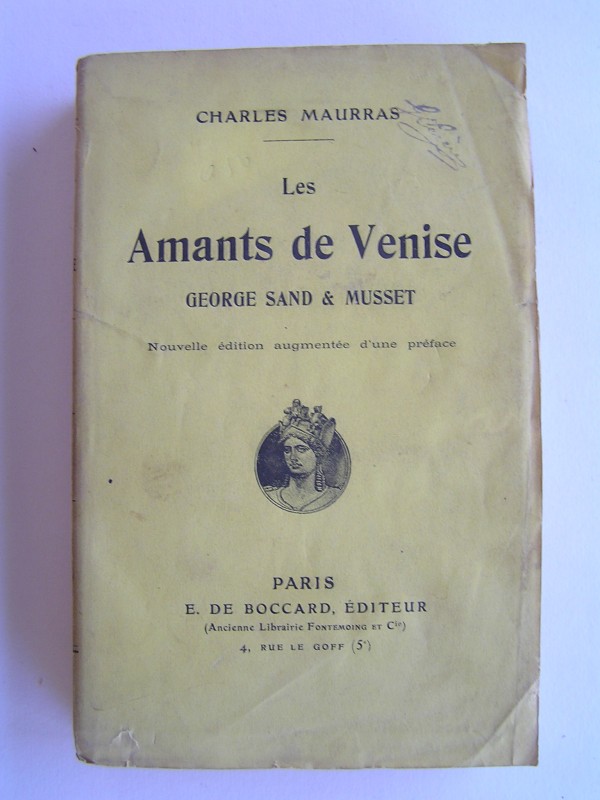 CHARLES MAURRAS
Les
Amants de Venise
GEORGE SAND & MUSSET
Nouvelle édition augmentée d'une préface
PARIS
E. DE BOCCARD, ÉDITEUR
(Ancienne Librairie FONTEMOING ET Cie)
4, RUE LE GOFF (5e)